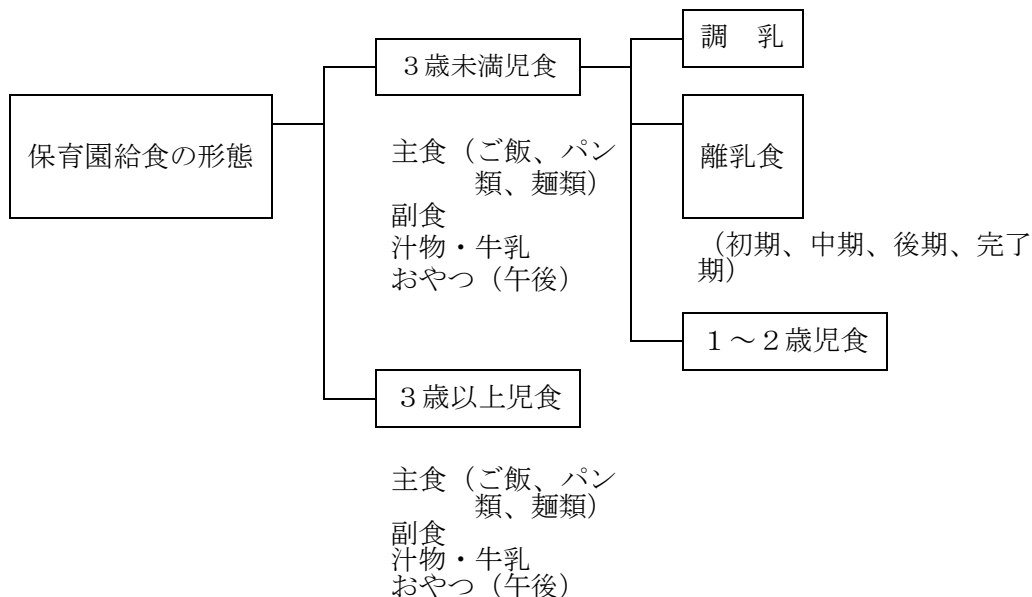 保育園給食の形態
３歳未満児食
主食（ご飯、パン
類、麺類）
副食
汁物・牛乳
おやつ（午後）
調　乳
離乳食
（初期、中期、後期、完了
期）
１～２歳児食
３歳以上児食
主食（ご飯、パン
類、麺類）
副食
汁物・牛乳
おやつ（午後）